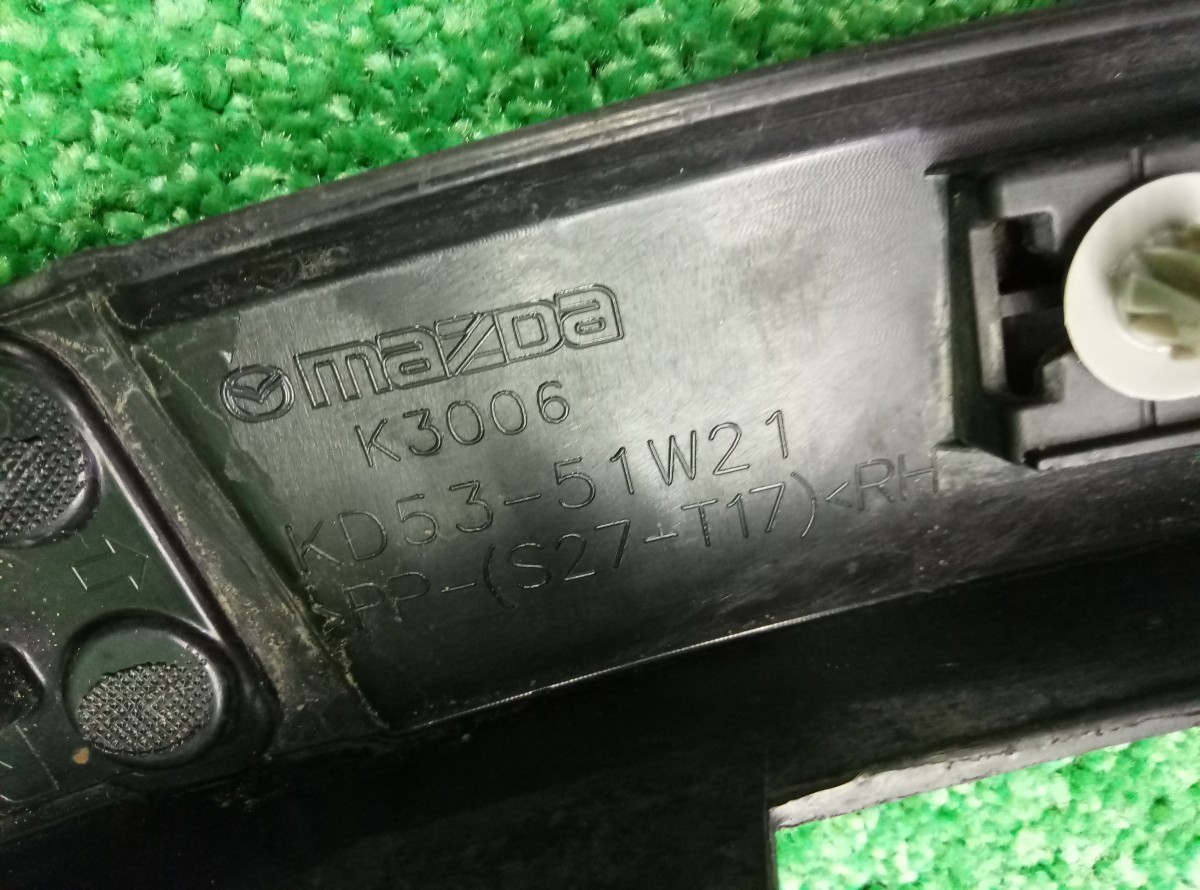 mazda
K3006
KD53-51W21
>PP-(S27-T17)<RH